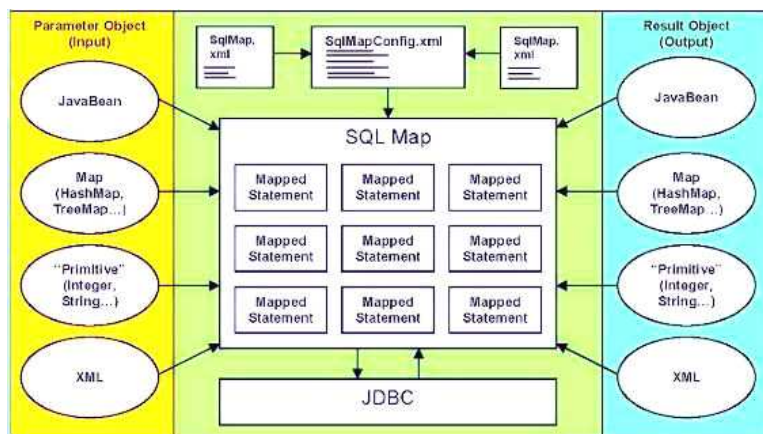 Parameter Object
(Input)
JavaBean
Map
(HashMap,
TreeMap...)
"Primitive"
(Integer,
String...)
XML
SqlMap.
xml
SqlMapConfig.xml
SqlMap.
xml
SQL Map
Mapped
Statement
Mapped
Statement
Mapped
Statement
Mapped
Statement
Mapped
Statement
Mapped
Statement
Mapped
Statement
Mapped
Statement
Mapped
Statement
JDBC
Result Object
(Output)
JavaBean
Map
(HashMap,
TreeMap...)
"Primitive"
(Integer,
String...)
XML